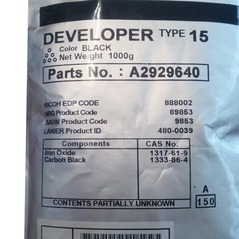 DEVELOPER TYPE 15
Color BLACK
Net Weight 1000g
Parts No. : A2929640
RICOH EDP CODE 888002
NRG Product Code 89853
SAVIN Product Code 9853
LANIER Product ID 480-0039
Components CAS No.
Iron Oxide 1317-61-9
Carbon Black 1333-86-4
CONTENTS PARTIALLY UNKNOWN
A
150